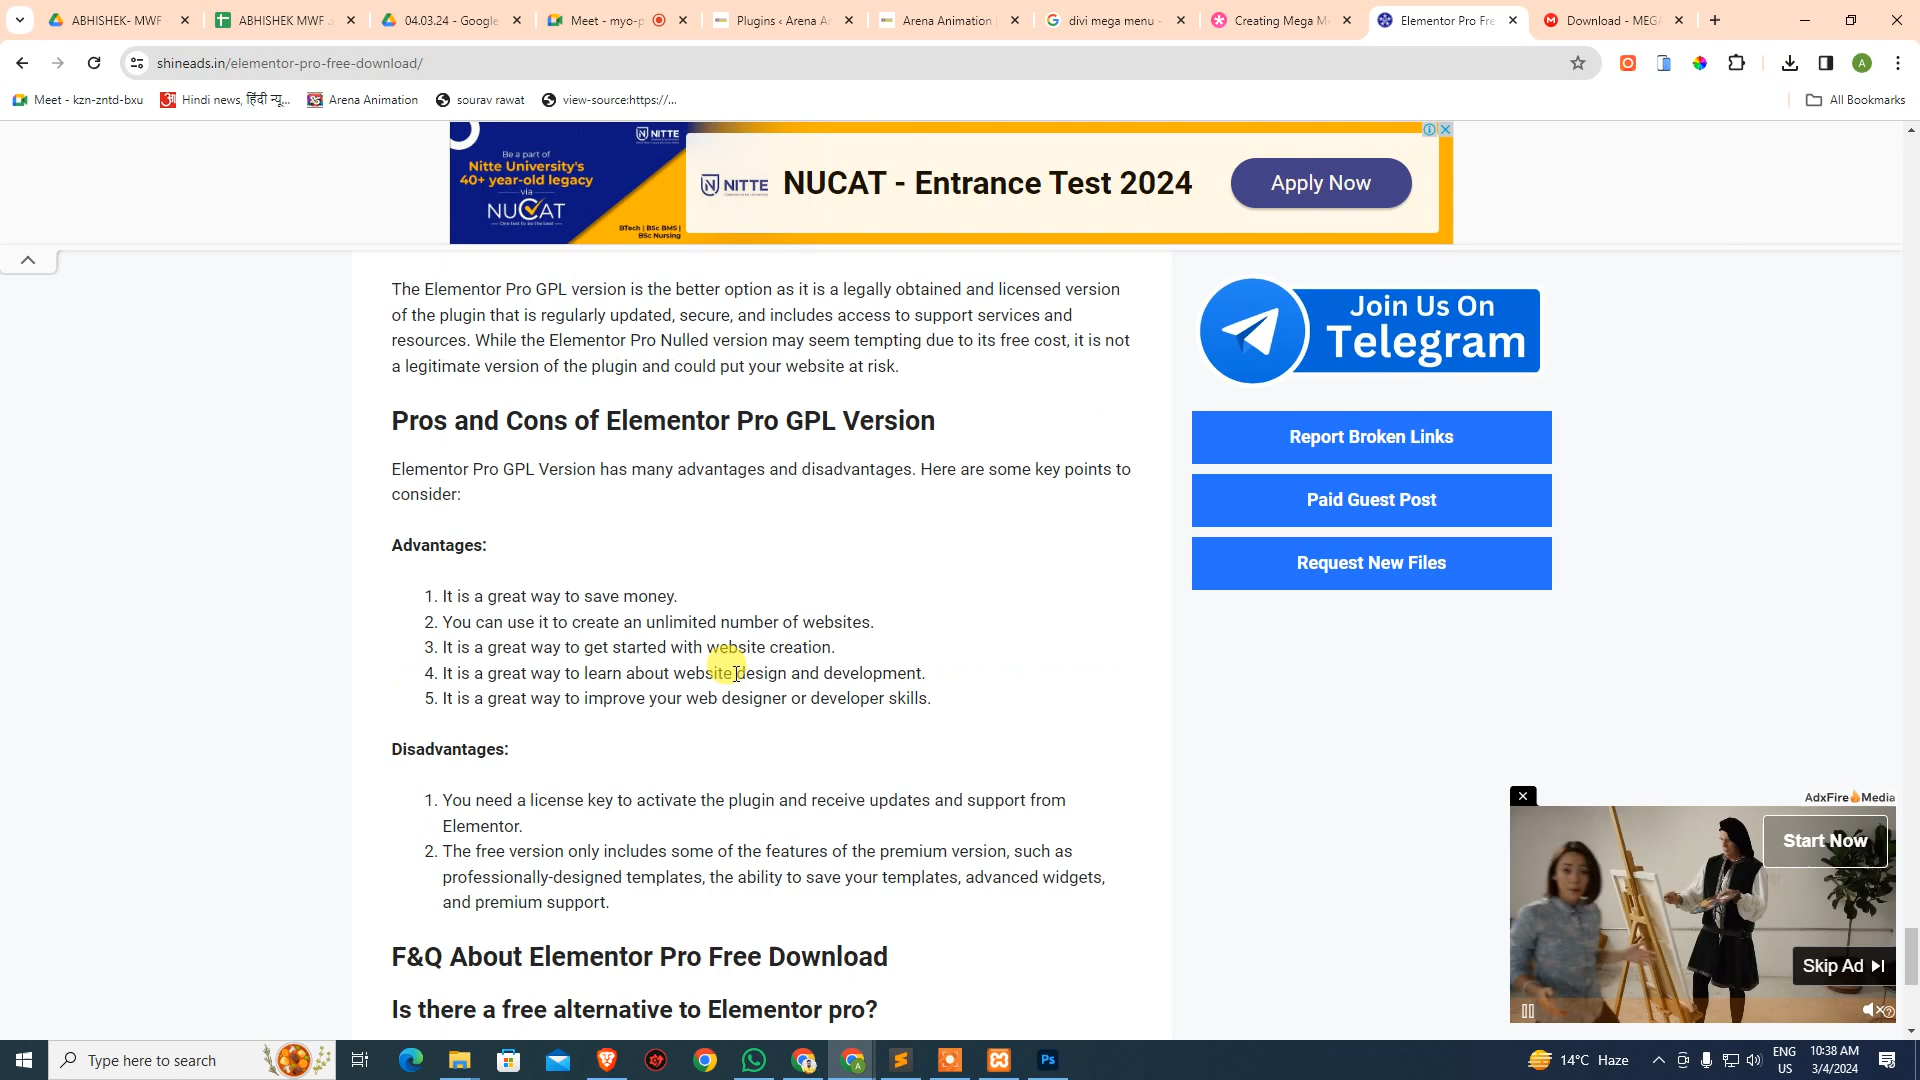 ABHISHEK- MWF
ABHISHEK MWF
04.03.24 - Google
Meet - myo-p
Plugins ‹ Arena A
Arena Animation
divi mega menu -
Creating Mega M
Elementor Pro Fre
Download - MEGA
shineads.in/elementor-pro-free-download/
A
Meet - kzn-zntd-bxu
Hindi news, हिंदी न्यू...
Arena Animation
sourav rawat
view-source:https://...
All Bookmarks
Be a part of
Nitte University's
40+ year-old legacy
via
NUCAT
One test to be the best
NITTE
BTech | BSc BMS |
BSc Nursing
NITTE
NUCAT - Entrance Test 2024
Apply Now
The Elementor Pro GPL version is the better option as it is a legally obtained and licensed version
of the plugin that is regularly updated, secure, and includes access to support services and
resources. While the Elementor Pro Nulled version may seem tempting due to its free cost, it is not
a legitimate version of the plugin and could put your website at risk.
Pros and Cons of Elementor Pro GPL Version
Elementor Pro GPL Version has many advantages and disadvantages. Here are some key points to
consider:
Advantages:
1. It is a great way to save money.
2. You can use it to create an unlimited number of websites.
3. It is a great way to get started with website creation.
4. It is a great way to learn about website design and development.
5. It is a great way to improve your web designer or developer skills.
Disadvantages:
1. You need a license key to activate the plugin and receive updates and support from
Elementor.
2. The free version only includes some of the features of the premium version, such as
professionally-designed templates, the ability to save your templates, advanced widgets,
and premium support.
F&Q About Elementor Pro Free Download
Is there a free alternative to Elementor pro?
Join Us On
Telegram
Report Broken Links
Paid Guest Post
Request New Files
AdxFire Media
Start Now
Skip Ad
Type here to search
Ps
14°C Haze
ENG
US
10:38 AM
3/4/2024